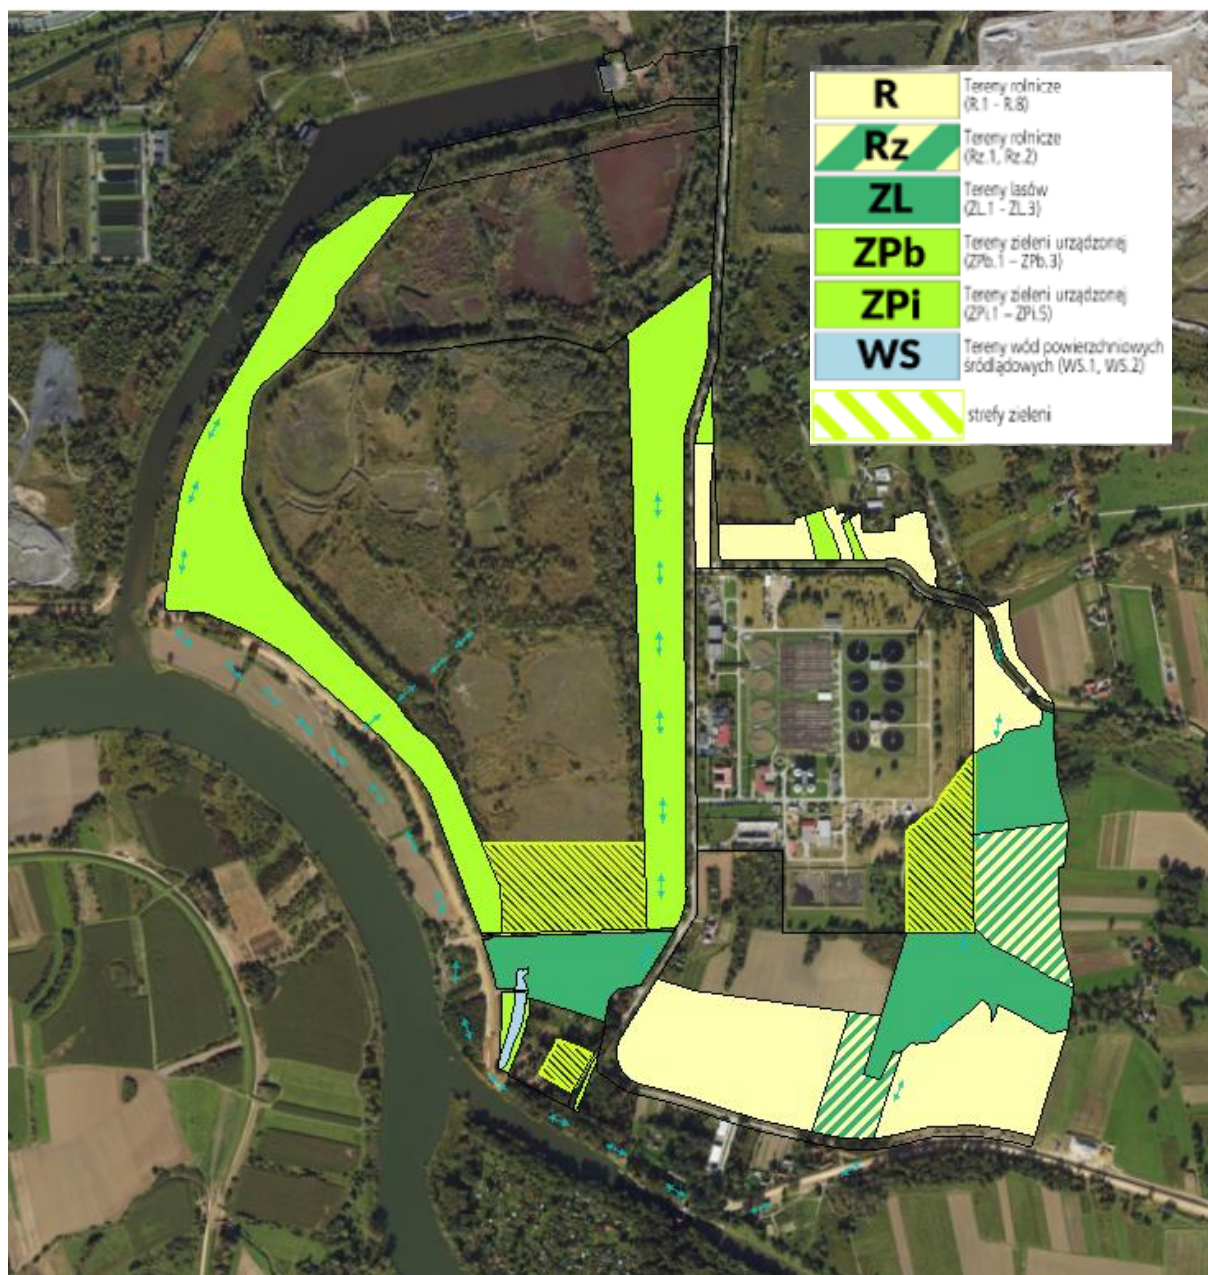 R
Tereny rolnicze
(R.1 - R.8)
Rz
Tereny rolnicze
(Rz.1, Rz.2)
ZL
Tereny lasów
(ZL.1 - ZL.3)
ZPb
Tereny zieleni urządzonej
(ZPb.1 – ZPb.3)
ZPi
Tereny zieleni urządzonej
(ZPi.1 – ZPi.5)
WS
Tereny wód powierzchniowych
śródlądowych (WS.1, WS.2)
strefy zieleni